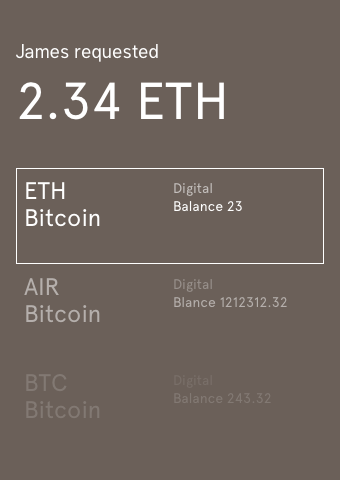 James requested
2.34 ETH
ETH
Bitcoin
Digital
Balance 23
AIR
Bitcoin
Digital
Blance 1212312.32
BTC
Bitcoin
Digital
Balance 243.32